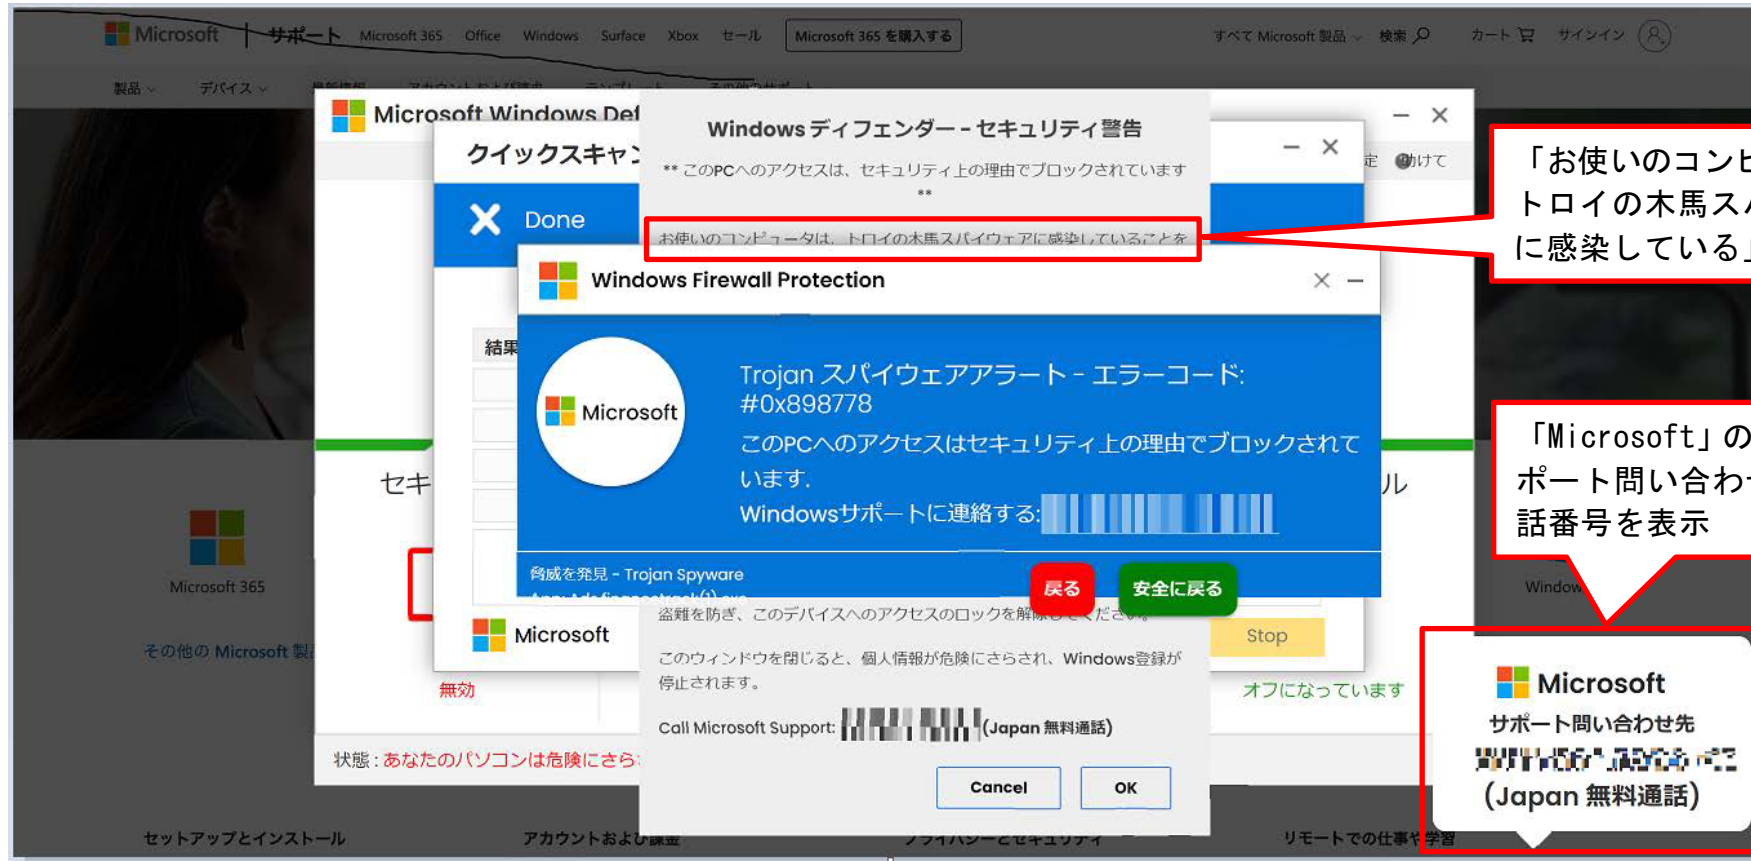 Microsoft | サポート Microsoft 365 Office Windows Surface Xbox セール Microsoft 365 を購入する すべて Microsoft 製品 検索 カート サインイン
製品 デバイス
Microsoft Windows Def
クイックスキャン
Done
結果
Windows ディフェンダー - セキュリティ警告
** このPCへのアクセスは、セキュリティ上の理由でブロックされています
**
お使いのコンピュータは、トロイの木馬スパイウェアに感染していることを
Windows Firewall Protection
Microsoft
Trojan スパイウェアアラート - エラーコード:
#0x898778
このPCへのアクセスはセキュリティ上の理由でブロックされて
います.
Windowsサポートに連絡する:
脅威を発見 - Trojan Spyware
App: Ads.financetrack(1).exe
戻る
安全に戻る
盗難を防ぎ、このデバイスへのアクセスのロックを解除してください。
このウィンドウを閉じると、個人情報が危険にさらされ、Windows登録が
停止されます。
Call Microsoft Support: (Japan 無料通話)
Cancel
OK
Microsoft
Stop
セキ
ル
無効
オフになっています
状態 : あなたのパソコンは危険にさら
けて
「お使いのコンピ
トロイの木馬スパ
に感染している」
「Microsoft」の
ポート問い合わせ
話番号を表示
Microsoft
サポート問い合わせ先
(Japan 無料通話)
Microsoft 365
Window
その他の Microsoft 製
セットアップとインストール
アカウントおよび課金
プライバシーとセキュリティ
リモートでの仕事や学習